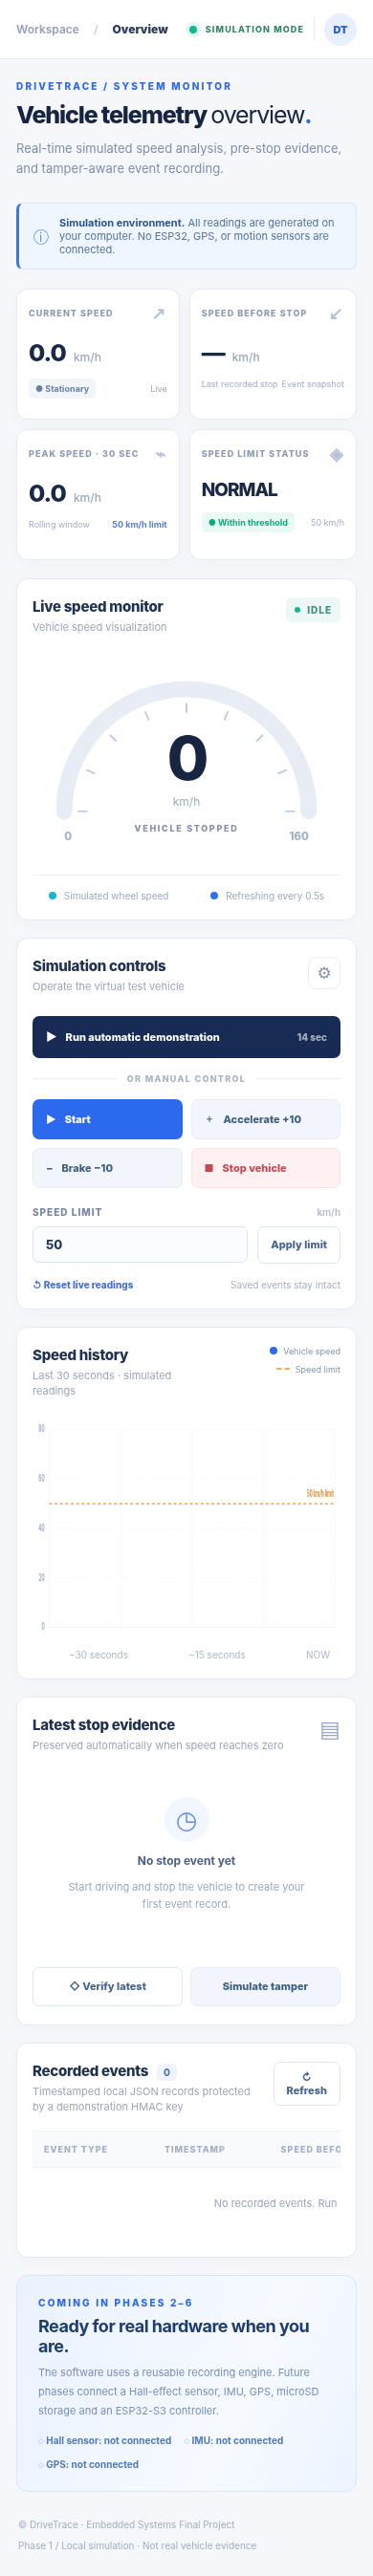 Workspace / Overview SIMULATION MODE DT
DRIVETRACE / SYSTEM MONITOR
Vehicle telemetry overview.
Real-time simulated speed analysis, pre-stop evidence,
and tamper-aware event recording.
Simulation environment. All readings are generated on
your computer. No ESP32, GPS, or motion sensors are
connected.
CURRENT SPEED
0.0 km/h
Stationary Live
SPEED BEFORE STOP
— km/h
Last recorded stop Event snapshot
PEAK SPEED · 30 SEC
0.0 km/h
Rolling window 50 km/h limit
SPEED LIMIT STATUS
NORMAL
Within threshold 50 km/h
Live speed monitor
Vehicle speed visualization
IDLE
0
km/h
VEHICLE STOPPED
0 160
Simulated wheel speed Refreshing every 0.5s
Simulation controls
Operate the virtual test vehicle
Run automatic demonstration 14 sec
OR MANUAL CONTROL
Start
+ Accelerate +10
− Brake −10
Stop vehicle
SPEED LIMIT km/h
50 Apply limit
↺ Reset live readings Saved events stay intact
Speed history
Last 30 seconds · simulated
readings
Vehicle speed
Speed limit
80
60
50 km/h limit
40
20
0
−30 seconds −15 seconds NOW
Latest stop evidence
Preserved automatically when speed reaches zero
No stop event yet
Start driving and stop the vehicle to create your
first event record.
◇ Verify latest Simulate tamper
Recorded events 0
Timestamped local JSON records protected
by a demonstration HMAC key
↻
Refresh
EVENT TYPE TIMESTAMP SPEED BEFO
No recorded events. Run
COMING IN PHASES 2–6
Ready for real hardware when you
are.
The software uses a reusable recording engine. Future
phases connect a Hall-effect sensor, IMU, GPS, microSD
storage and an ESP32-S3 controller.
○ Hall sensor: not connected ○ IMU: not connected
○ GPS: not connected
© DriveTrace · Embedded Systems Final Project
Phase 1 / Local simulation · Not real vehicle evidence